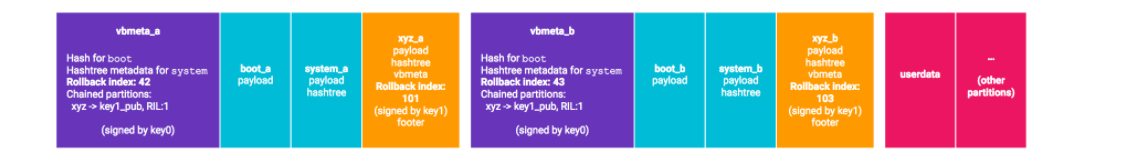 vbmeta_a
Hash for boot
Hashtree metadata for system
Rollback index: 42
Chained partitions:
xyz -> key1_pub, RIL:1
(signed by key0)
boot_a
payload
system_a
payload
hashtree
xyz_a
payload
hashtree
vbmeta
Rollback index:
101
(signed by key1)
footer
vbmeta_b
Hash for boot
Hashtree metadata for system
Rollback index: 43
Chained partitions:
xyz -> key1_pub, RIL:1
(signed by key0)
boot_b
payload
system_b
payload
hashtree
xyz_b
payload
hashtree
vbmeta
Rollback index:
103
(signed by key1)
footer
userdata
...
(other
partitions)